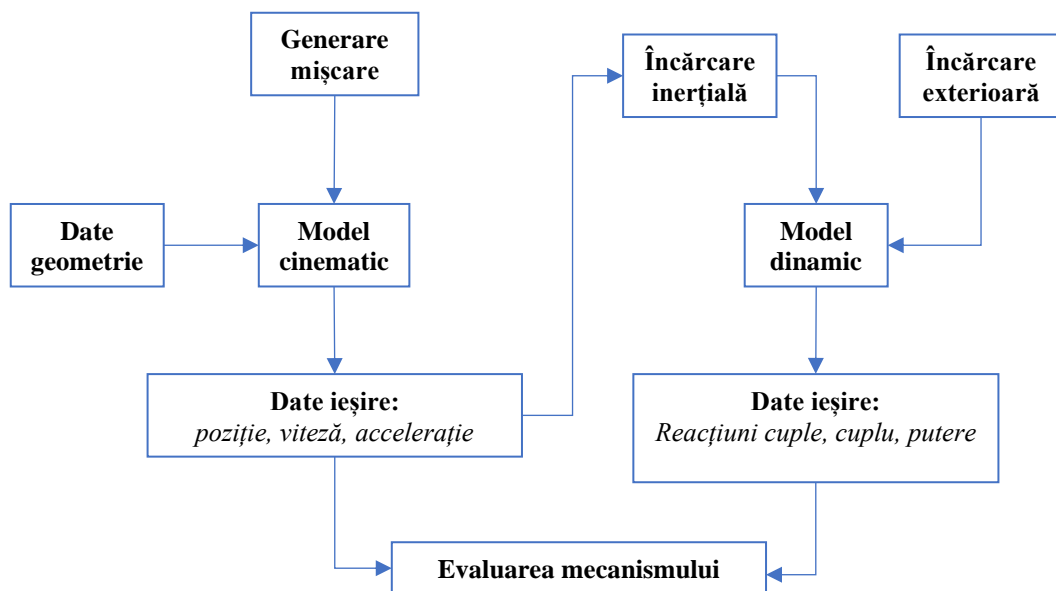 Generare
mișcare
Încărcare
inerțială
Încărcare
exterioară
Date
geometrie
Model
cinematic
Model
dinamic
Date ieșire:
poziție, viteză, accelerație
Date ieșire:
Reacțiuni cuple, cuplu, putere
Evaluarea mecanismului